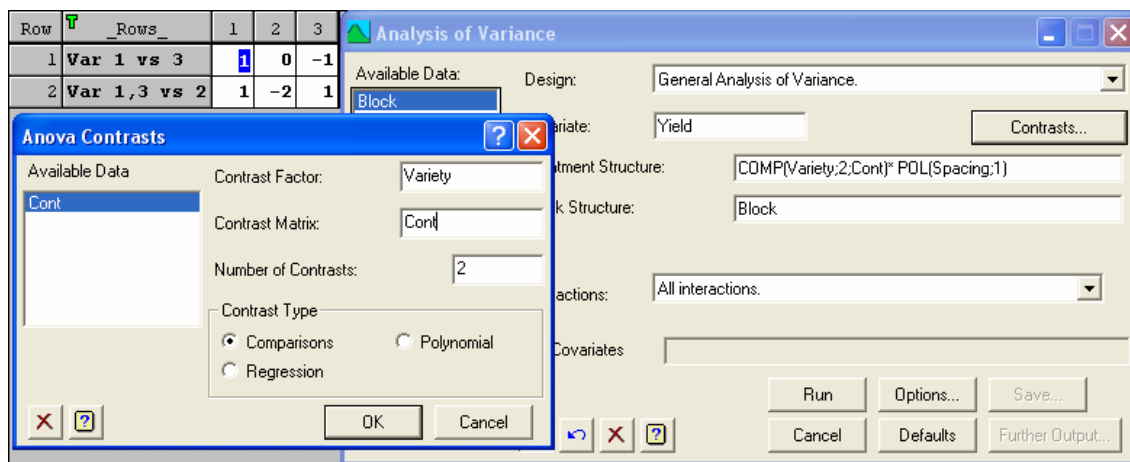 Row _Rows_ 1 2 3
1 Var 1 vs 3 1 0 -1
2 Var 1,3 vs 2 1 -2 1
Analysis of Variance
Available Data:
Block
Design:
General Analysis of Variance.
Yield
Contrasts...
COMP(Variety;2;Cont)* POL(Spacing;1)
Structure:
Block
All interactions.
Covariates
Run
Options...
Save...
Cancel
Defaults
Further Output...
Anova Contrasts
Available Data
Cont
Contrast Factor:
Variety
Contrast Matrix:
Cont
Number of Contrasts:
2
Contrast Type
Comparisons
Polynomial
Regression
OK
Cancel